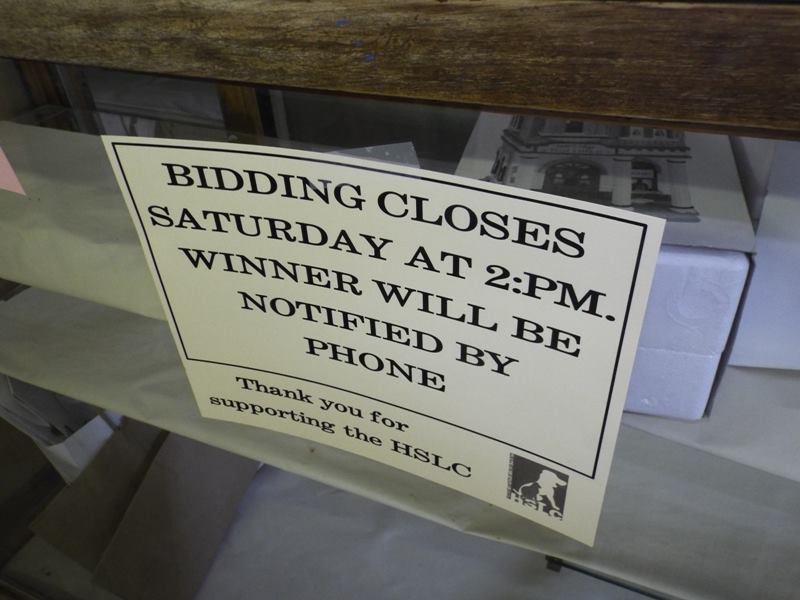 BIDDING CLOSES
SATURDAY AT 2:PM.
WINNER WILL BE
NOTIFIED BY
PHONE
Thank you for
supporting the HSLC
HSLC